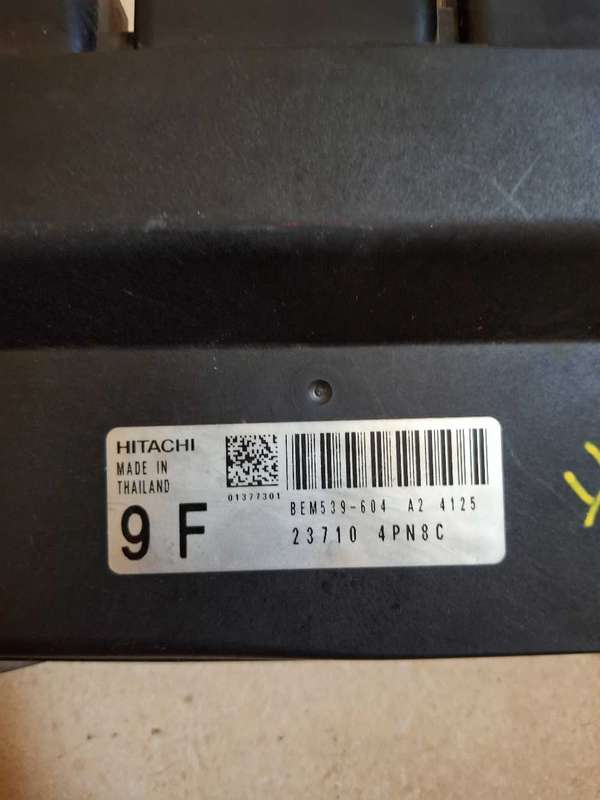 HITACHI
MADE IN
THAILAND
9 F
01377301
BEM539-604 A2 4125
23710 4PN8C